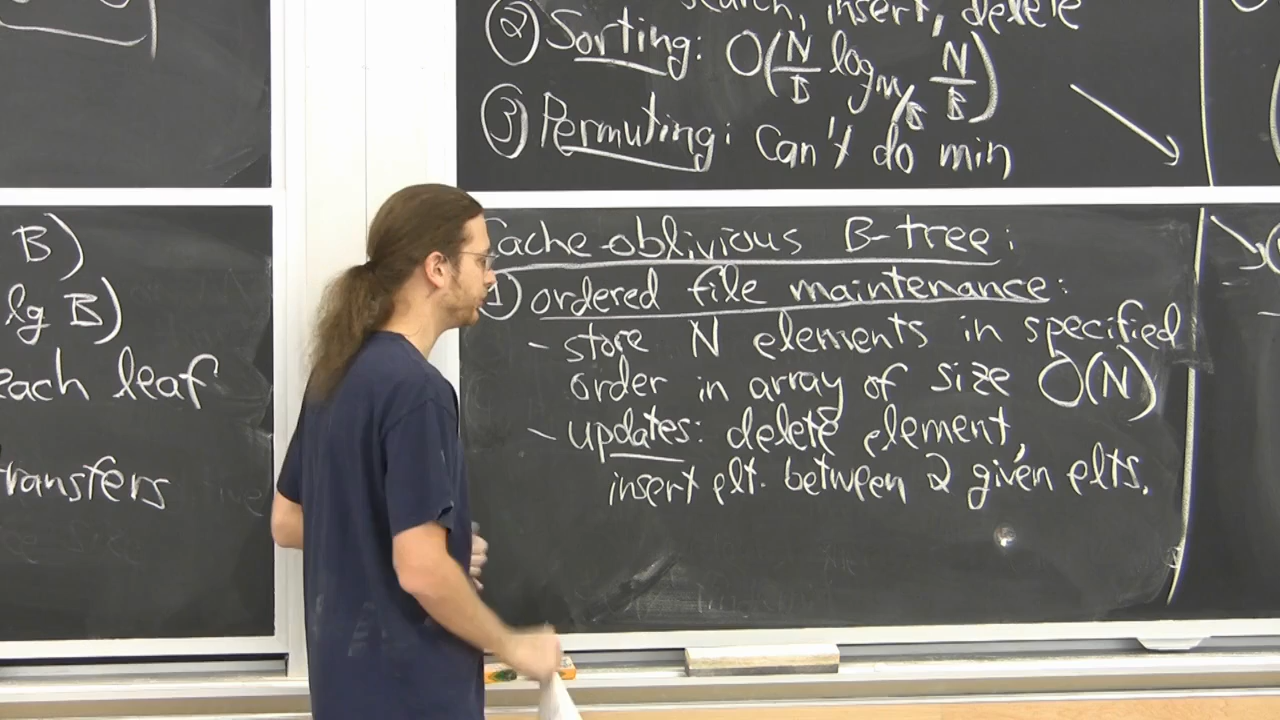 B)
lg B)
each leaf
transfers
search, insert, delete
② Sorting: O(N/B log_{M/B} N/B)
③ Permuting: Can't do min
Cache-oblivious B-tree:
① ordered file maintenance:
- store N elements in specified
order in array of size O(N)
- updates: delete element,
insert elt. between 2 given elts.